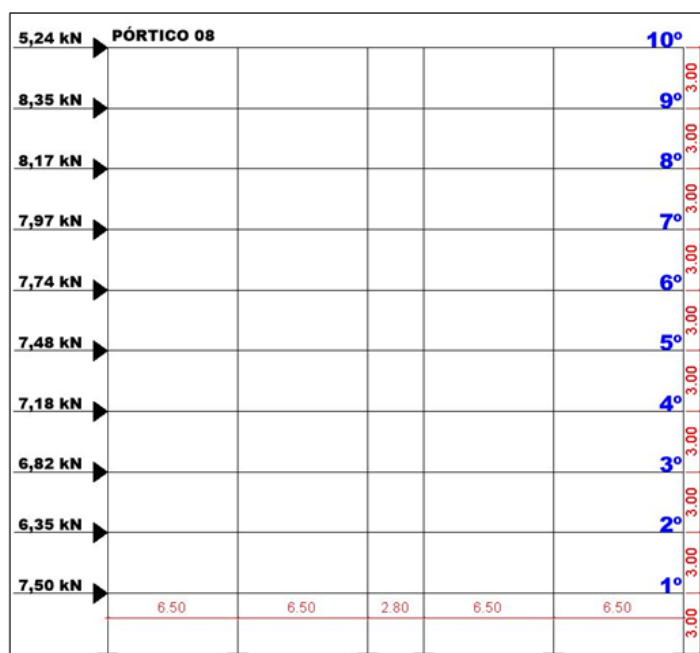 5,24 kN PÓRTICO 08 10º
3.00
8,35 kN 9º
3.00
8,17 kN 8º
3.00
7,97 kN 7º
3.00
7,74 kN 6º
3.00
7,48 kN 5º
3.00
7,18 kN 4º
3.00
6,82 kN 3º
3.00
6,35 kN 2º
3.00
7,50 kN 1º
6.50 6.50 2.80 6.50 6.50
3.00